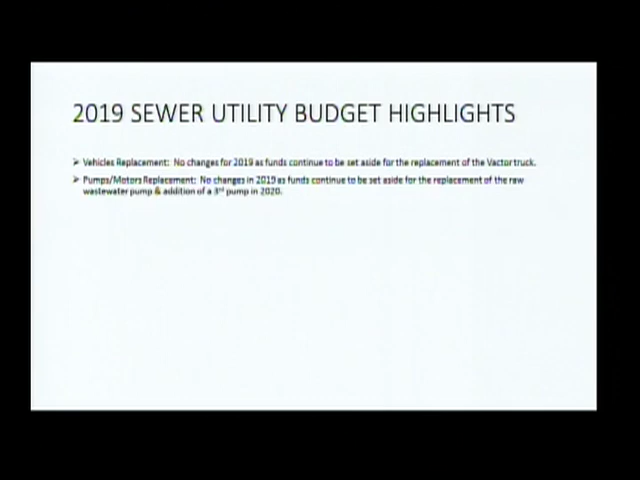 2019 SEWER UTILITY BUDGET HIGHLIGHTS
➢ Vehicles Replacement: No changes for 2019 as funds continue to be set aside for the replacement of the Vactor truck.
➢ Pumps/Motors Replacement: No changes in 2019 as funds continue to be set aside for the replacement of the raw
wastewater pump & addition of a 3rd pump in 2020.